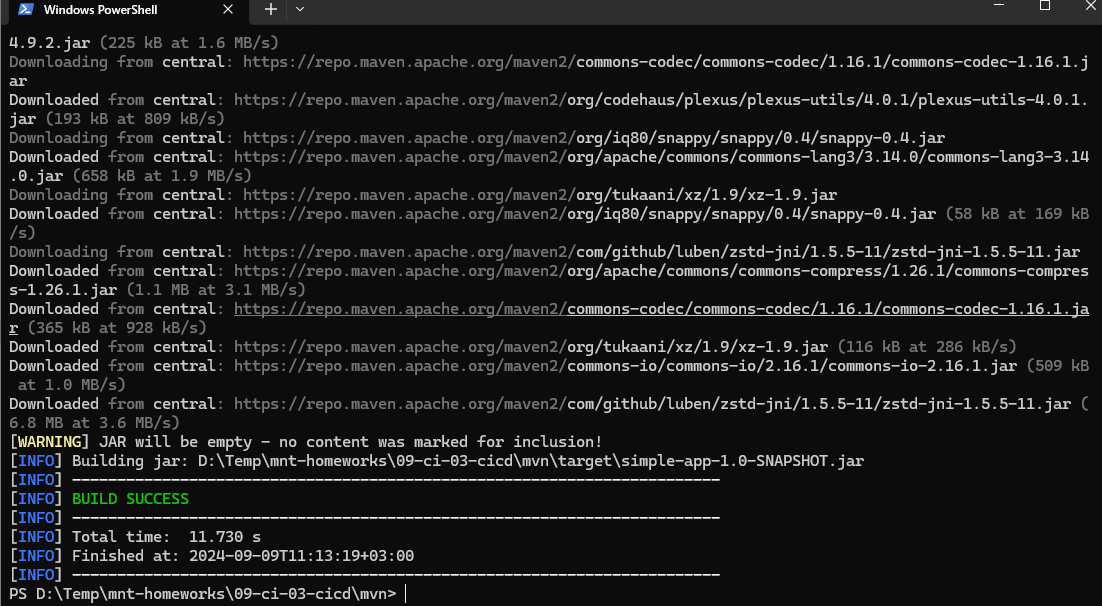 Windows PowerShell
4.9.2.jar (225 kB at 1.6 MB/s)
Downloading from central: https://repo.maven.apache.org/maven2/commons-codec/commons-codec/1.16.1/commons-codec-1.16.1.j
ar
Downloaded from central: https://repo.maven.apache.org/maven2/org/codehaus/plexus/plexus-utils/4.0.1/plexus-utils-4.0.1.
jar (193 kB at 809 kB/s)
Downloading from central: https://repo.maven.apache.org/maven2/org/iq80/snappy/snappy/0.4/snappy-0.4.jar
Downloaded from central: https://repo.maven.apache.org/maven2/org/apache/commons/commons-lang3/3.14.0/commons-lang3-3.14
.0.jar (658 kB at 1.9 MB/s)
Downloading from central: https://repo.maven.apache.org/maven2/org/tukaani/xz/1.9/xz-1.9.jar
Downloaded from central: https://repo.maven.apache.org/maven2/org/iq80/snappy/snappy/0.4/snappy-0.4.jar (58 kB at 169 kB
/s)
Downloading from central: https://repo.maven.apache.org/maven2/com/github/luben/zstd-jni/1.5.5-11/zstd-jni-1.5.5-11.jar
Downloaded from central: https://repo.maven.apache.org/maven2/org/apache/commons/commons-compress/1.26.1/commons-compres
s-1.26.1.jar (1.1 MB at 3.1 MB/s)
Downloaded from central: https://repo.maven.apache.org/maven2/commons-codec/commons-codec/1.16.1/commons-codec-1.16.1.ja
r (365 kB at 928 kB/s)
Downloaded from central: https://repo.maven.apache.org/maven2/org/tukaani/xz/1.9/xz-1.9.jar (116 kB at 286 kB/s)
Downloaded from central: https://repo.maven.apache.org/maven2/commons-io/commons-io/2.16.1/commons-io-2.16.1.jar (509 kB
 at 1.0 MB/s)
Downloaded from central: https://repo.maven.apache.org/maven2/com/github/luben/zstd-jni/1.5.5-11/zstd-jni-1.5.5-11.jar (
6.8 MB at 3.6 MB/s)
[WARNING] JAR will be empty - no content was marked for inclusion!
[INFO] Building jar: D:\Temp\mnt-homeworks\09-ci-03-cicd\mvn\target\simple-app-1.0-SNAPSHOT.jar
[INFO] ------------------------------------------------------------------------
[INFO] BUILD SUCCESS
[INFO] ------------------------------------------------------------------------
[INFO] Total time:  11.730 s
[INFO] Finished at: 2024-09-09T11:13:19+03:00
[INFO] ------------------------------------------------------------------------
PS D:\Temp\mnt-homeworks\09-ci-03-cicd\mvn>